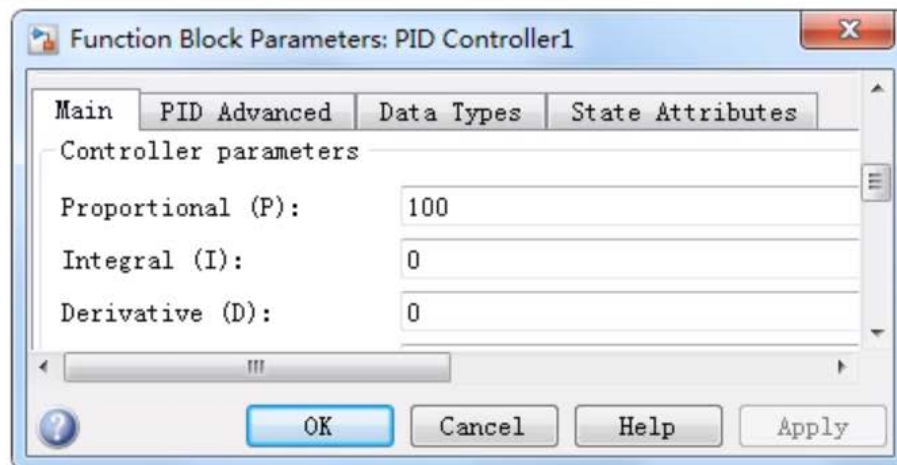 Function Block Parameters: PID Controller1
Main PID Advanced Data Types State Attributes
Controller parameters
Proportional (P): 100
Integral (I): 0
Derivative (D): 0
OK Cancel Help Apply